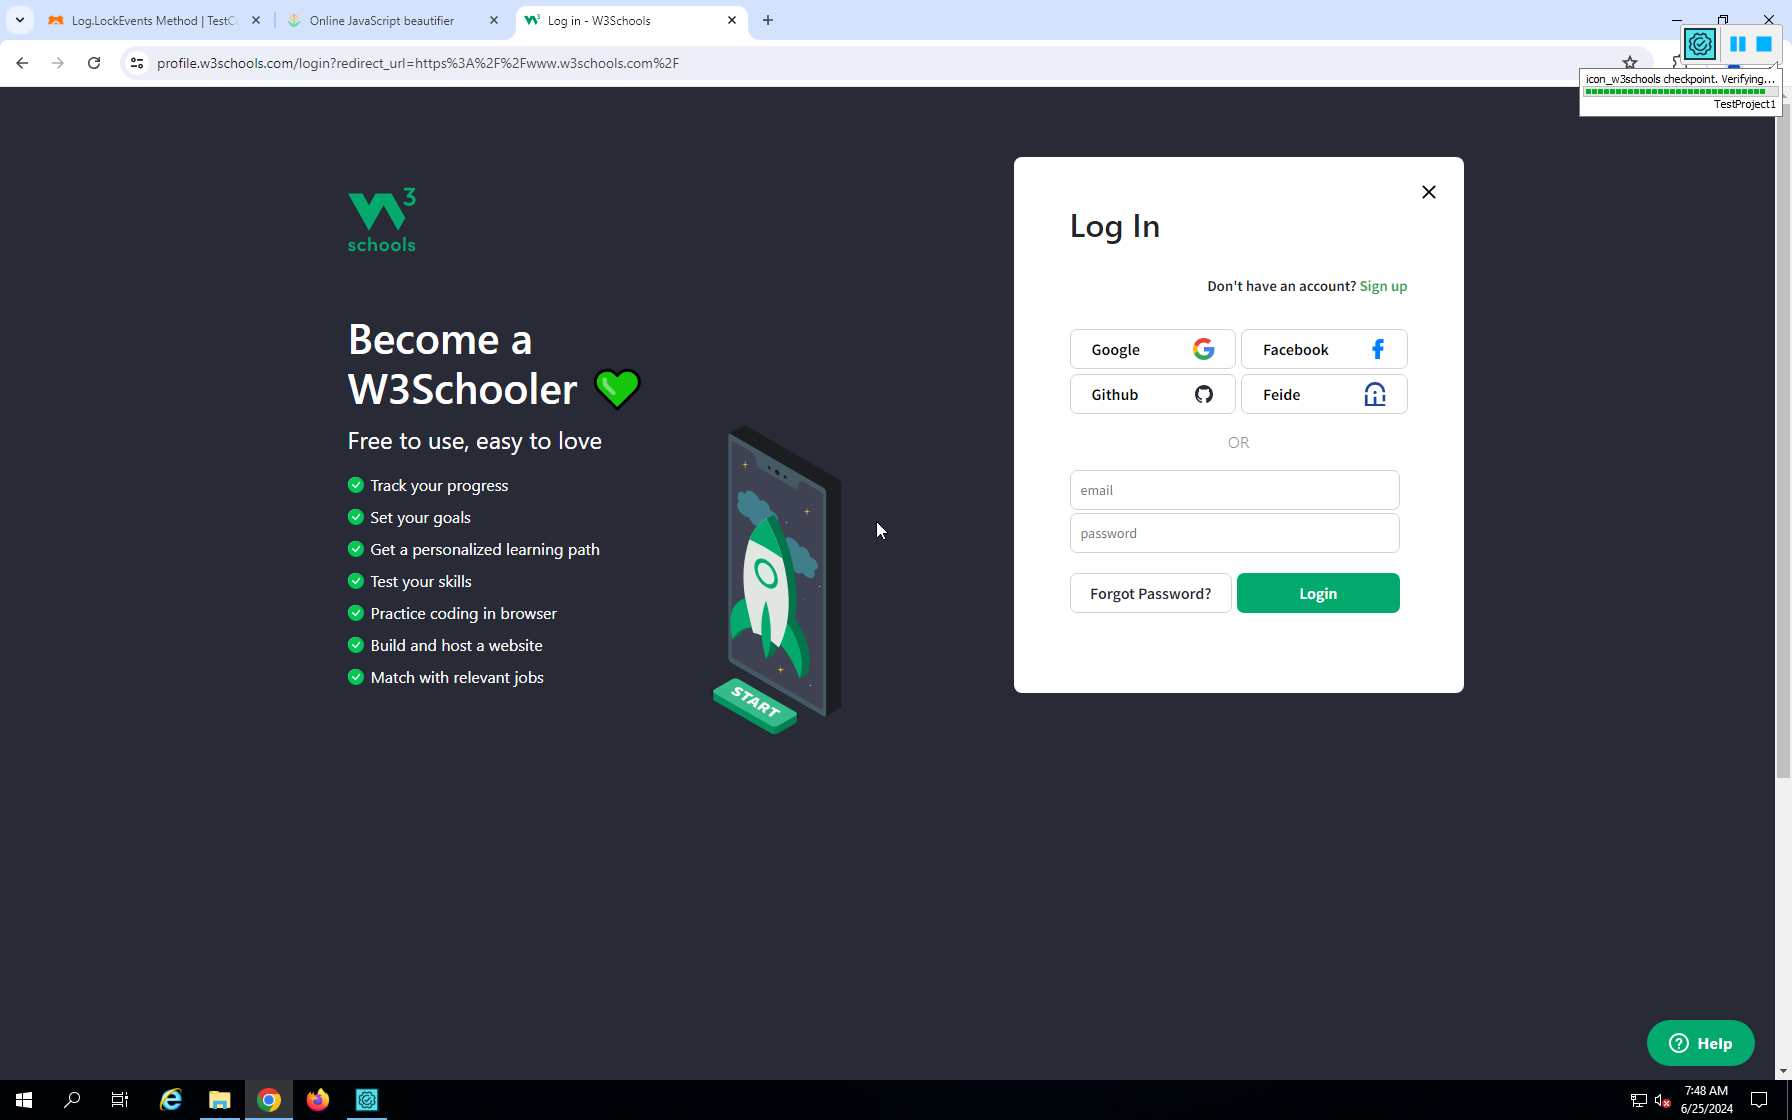 Log.LockEvents Method | TestCo
Online JavaScript beautifier
Log in - W3Schools
profile.w3schools.com/login?redirect_url=https%3A%2F%2Fwww.w3schools.com%2F
icon_w3schools checkpoint. Verifying...
TestProject1
3
schools
Become a
W3Schooler
Free to use, easy to love
Track your progress
Set your goals
Get a personalized learning path
Test your skills
Practice coding in browser
Build and host a website
Match with relevant jobs
START
Log In
Don't have an account? Sign up
Google
Facebook
Github
Feide
OR
email
password
Forgot Password?
Login
Help
7:48 AM
6/25/2024